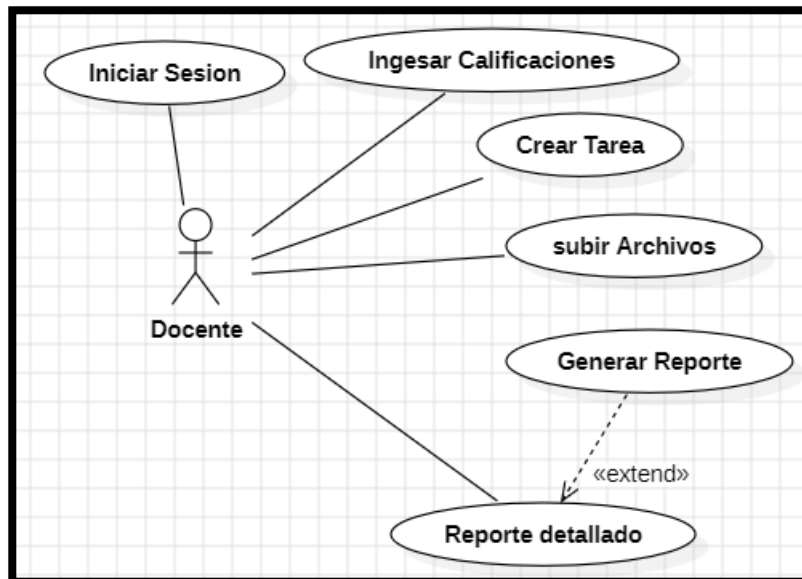 Iniciar Sesion
Ingesar Calificaciones
Crear Tarea
subir Archivos
Docente
Generar Reporte
«extend»
Reporte detallado